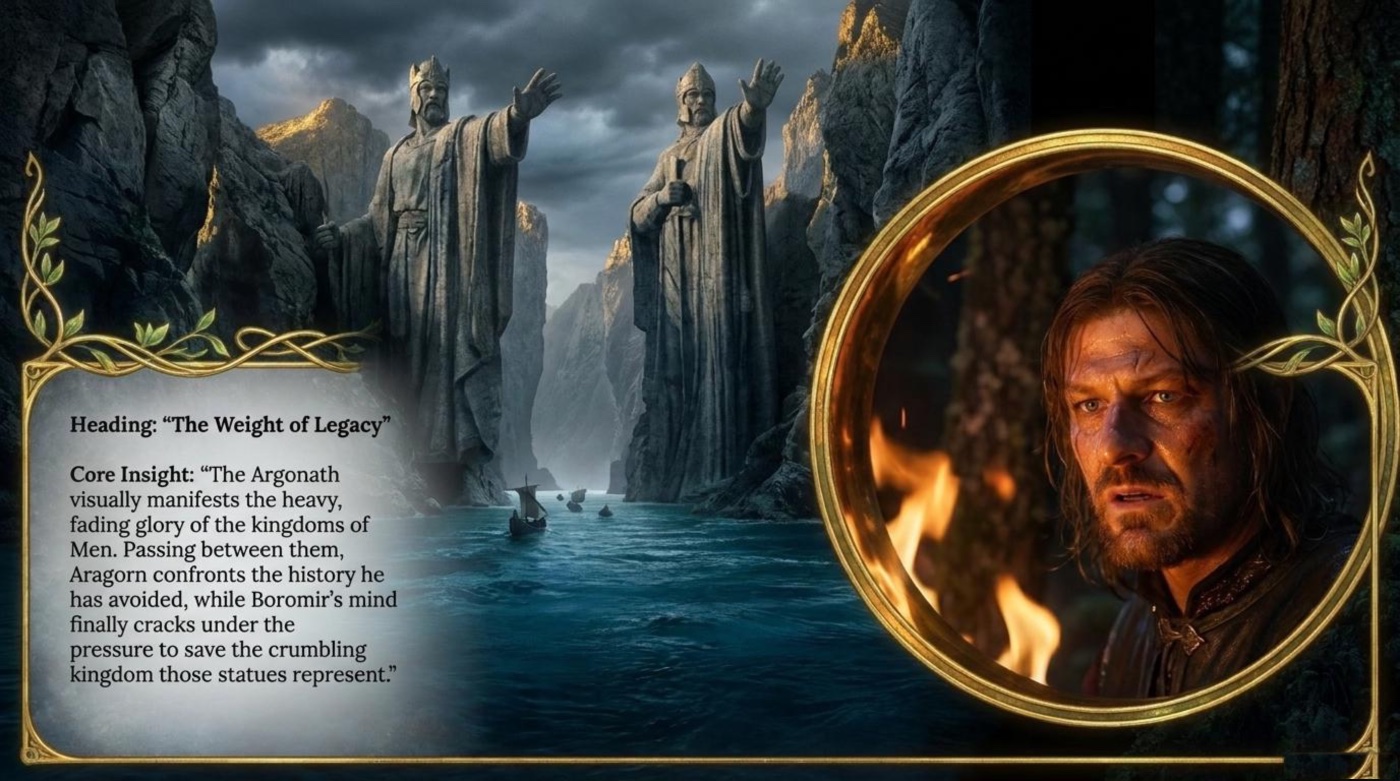 Heading: “The Weight of Legacy”
Core Insight: “The Argonath
visually manifests the heavy,
fading glory of the kingdoms of
Men. Passing between them,
Aragorn confronts the history he
has avoided, while Boromir’s mind
finally cracks under the
pressure to save the crumbling
kingdom those statues represent.”